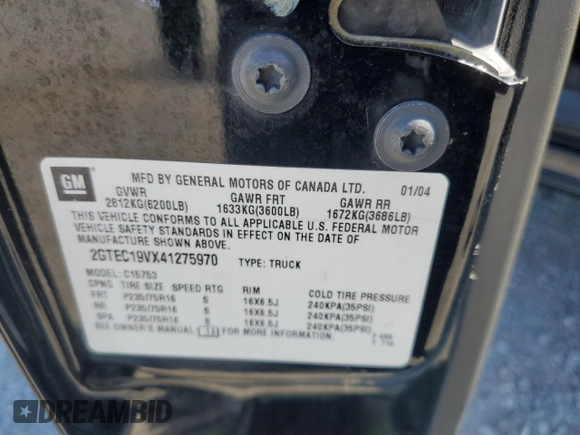 GM
MFD BY GENERAL MOTORS OF CANADA LTD. 01/04
GVWR GAWR FRT GAWR RR
2812KG(6200LB) 1633KG(3600LB) 1672KG(3686LB)
THIS VEHICLE CONFORMS TO ALL APPLICABLE U.S. FEDERAL MOTOR
VEHICLE SAFETY STANDARDS IN EFFECT ON THE DATE OF
MANUFACTURE SHOWN ABOVE.
2GTEC19VX41275970 TYPE: TRUCK
MODEL: C15753
CPNG TIRE SIZE SPEED RTG RIM COLD TIRE PRESSURE
FRT P235/75R16 S 16X6.5J 240KPA(35PSI)
RR P235/75R16 S 16X6.5J 240KPA(35PSI)
SPA P235/75R16 S 16X6.5J 240KPA(35PSI)
SEE OWNER'S MANUAL FOR MORE INFORMATION.
DREAMBID